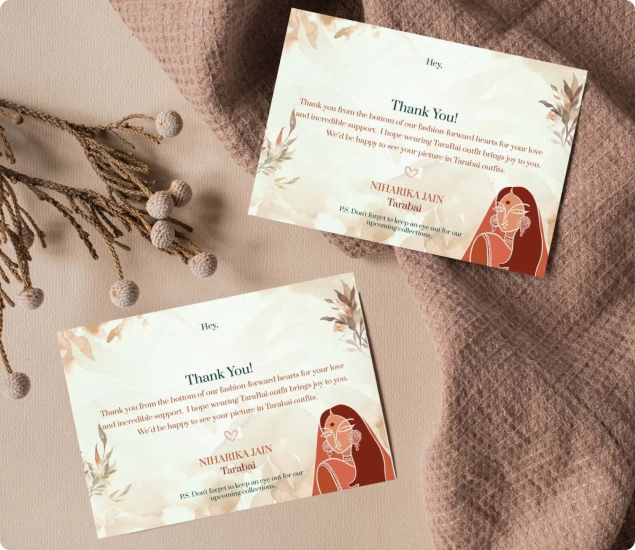 Hey,
Thank You!
Thank you from the bottom of our fashion-forward hearts for your love
and incredible support. I hope wearing TaraBai outfit brings joy to you.
We'd be happy to see your picture in Tarabai outfits.
NIHARIKA JAIN
Tarabai
P.S. Don't forget to keep an eye out for our
upcoming collections..
Hey,
Thank You!
Thank you from the bottom of our fashion-forward hearts for your love
and incredible support. I hope wearing TaraBai outfit brings joy to you.
We'd be happy to see your picture in Tarabai outfits.
NIHARIKA JAIN
Tarabai
P.S. Don't forget to keep an eye out for our
upcoming collections..